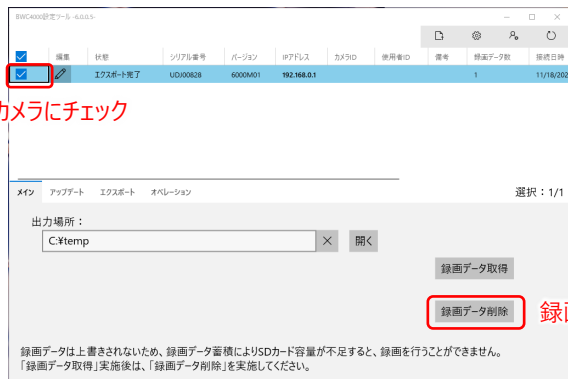 BWC4000設定ツール -6.0.0.5-
編集 状態 シリアル番号 バージョン IPアドレス カメラID 使用者ID 備考 録画データ数 接続日時
エクスポート完了 UDJ00828 6000M01 192.168.0.1 1 11/18/202
カメラにチェック
メイン アップデート エクスポート オペレーション 選択：1/1
出力場所：
C:¥temp 開く
録画データ取得
録画データ削除 録画
録画データは上書きされないため、録画データ蓄積によりSDカード容量が不足すると、録画を行うことができません。
「録画データ取得」実施後は、「録画データ削除」を実施してください。